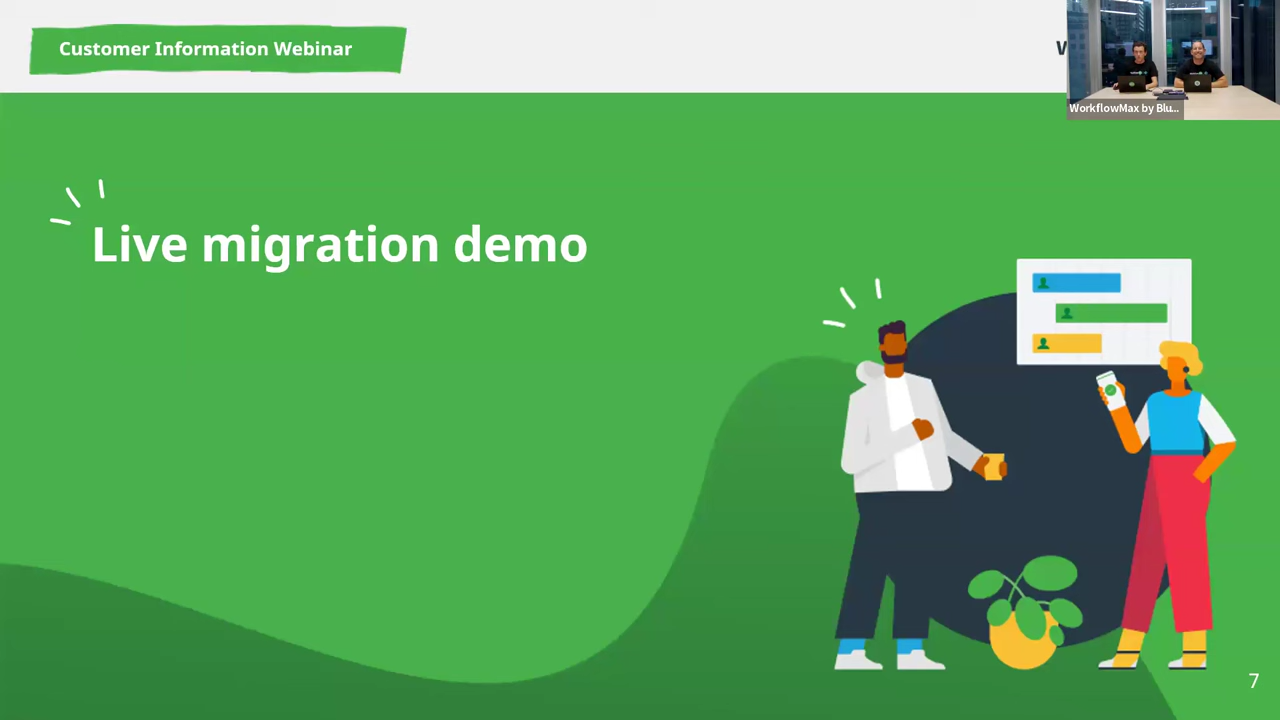 Customer Information Webinar
W
WorkflowMax by Blu...
Live migration demo
7